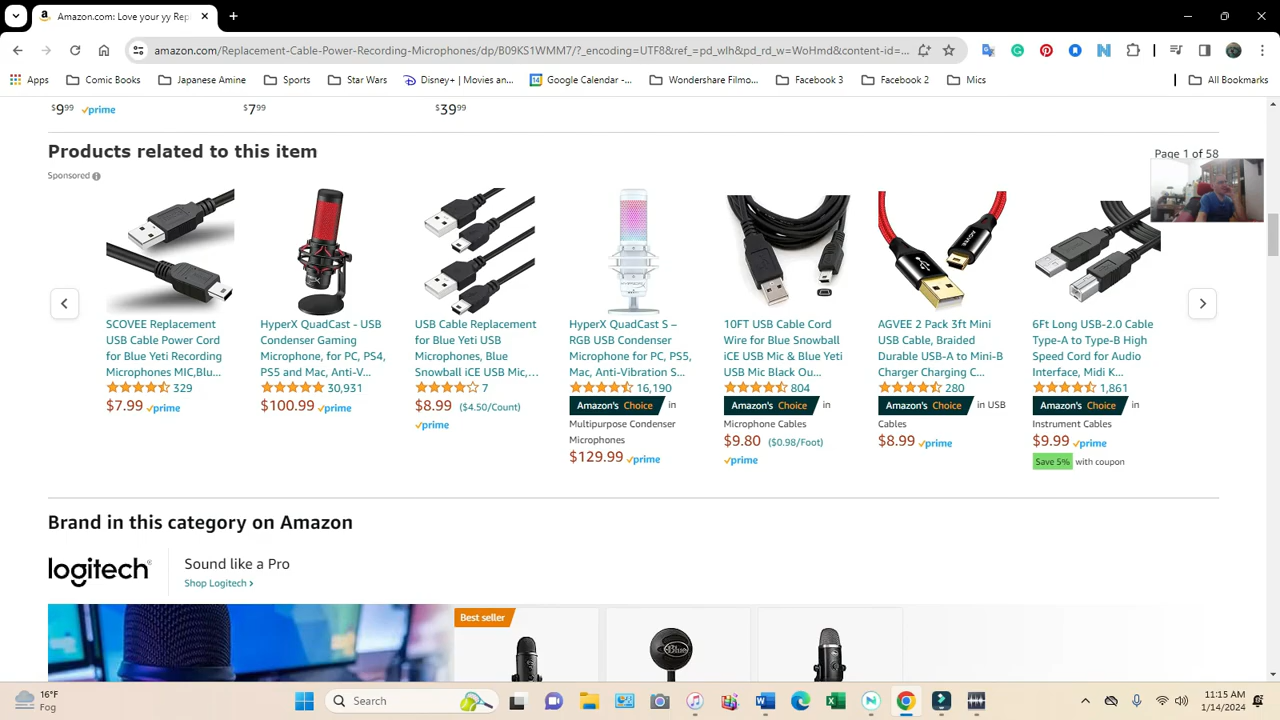 Amazon.com: Love your yy Rep
amazon.com/Replacement-Cable-Power-Recording-Microphones/dp/B09KS1WMM7/?_encoding=UTF8&ref_=pd_wlh&pd_rd_w=WoHmd&content-id=...
Apps Comic Books Japanese Amine Sports Star Wars Disney+ | Movies an... Google Calendar -... Wondershare Filmo... Facebook 3 Facebook 2 Mics All Bookmarks
$9.99 prime $7.99 $39.99
Products related to this item Page 1 of 58
Sponsored
SCOVEE Replacement
USB Cable Power Cord
for Blue Yeti Recording
Microphones MIC,Blu...
329
$7.99 prime
HyperX QuadCast - USB
Condenser Gaming
Microphone, for PC, PS4,
PS5 and Mac, Anti-V...
30,931
$100.99 prime
USB Cable Replacement
for Blue Yeti USB
Microphones, Blue
Snowball iCE USB Mic,...
7
$8.99 ($4.50/Count)
prime
HyperX QuadCast S –
RGB USB Condenser
Microphone for PC, PS5,
Mac, Anti-Vibration S...
16,190
Amazon's Choice in
Multipurpose Condenser
Microphones
$129.99 prime
10FT USB Cable Cord
Wire for Blue Snowball
iCE USB Mic & Blue Yeti
USB Mic Black Ou...
804
Amazon's Choice in
Microphone Cables
$9.80 ($0.98/Foot)
prime
AGVEE 2 Pack 3ft Mini
USB Cable, Braided
Durable USB-A to Mini-B
Charger Charging C...
280
Amazon's Choice in USB
Cables
$8.99 prime
6Ft Long USB-2.0 Cable
Type-A to Type-B High
Speed Cord for Audio
Interface, Midi K...
1,861
Amazon's Choice in
Instrument Cables
$9.99 prime
Save 5% with coupon
Brand in this category on Amazon
logitech
Sound like a Pro
Shop Logitech ›
Best seller
Blue
16°F
Fog
Search
11:15 AM
1/14/2024